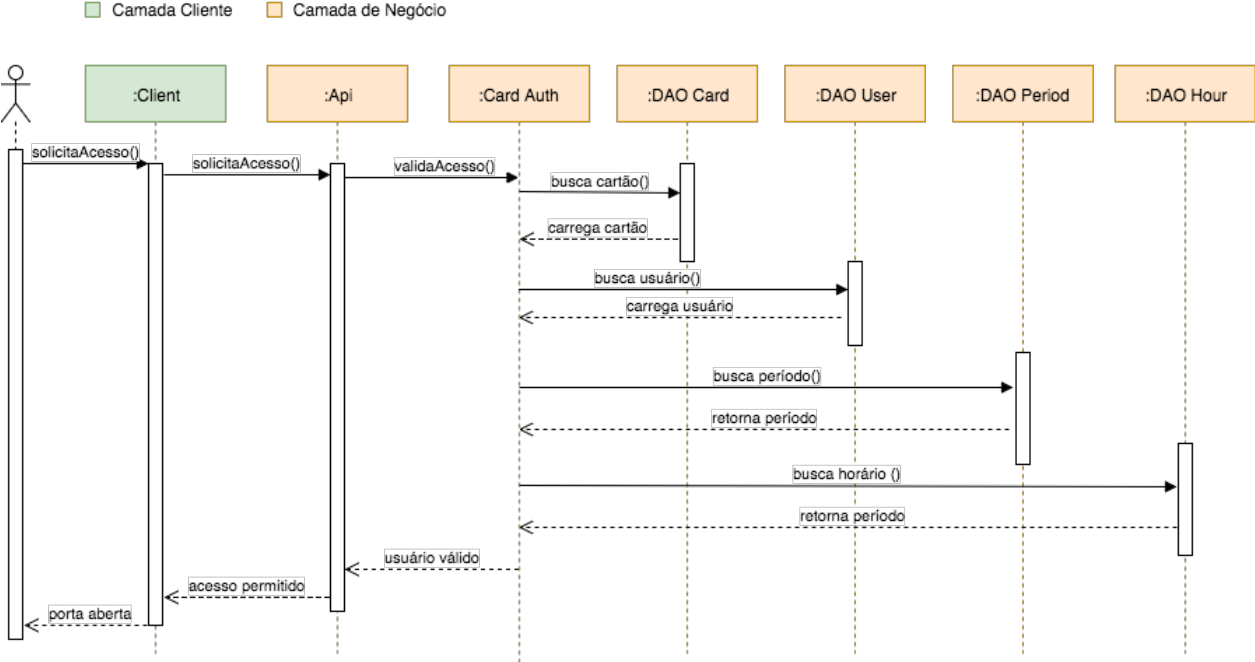 Camada Cliente
Camada de Negócio
:Client
:Api
:Card Auth
:DAO Card
:DAO User
:DAO Period
:DAO Hour
solicitaAcesso()
solicitaAcesso()
validaAcesso()
busca cartão()
carrega cartão
busca usuário()
carrega usuário
busca período()
retorna período
busca horário ()
retorna período
usuário válido
acesso permitido
porta aberta